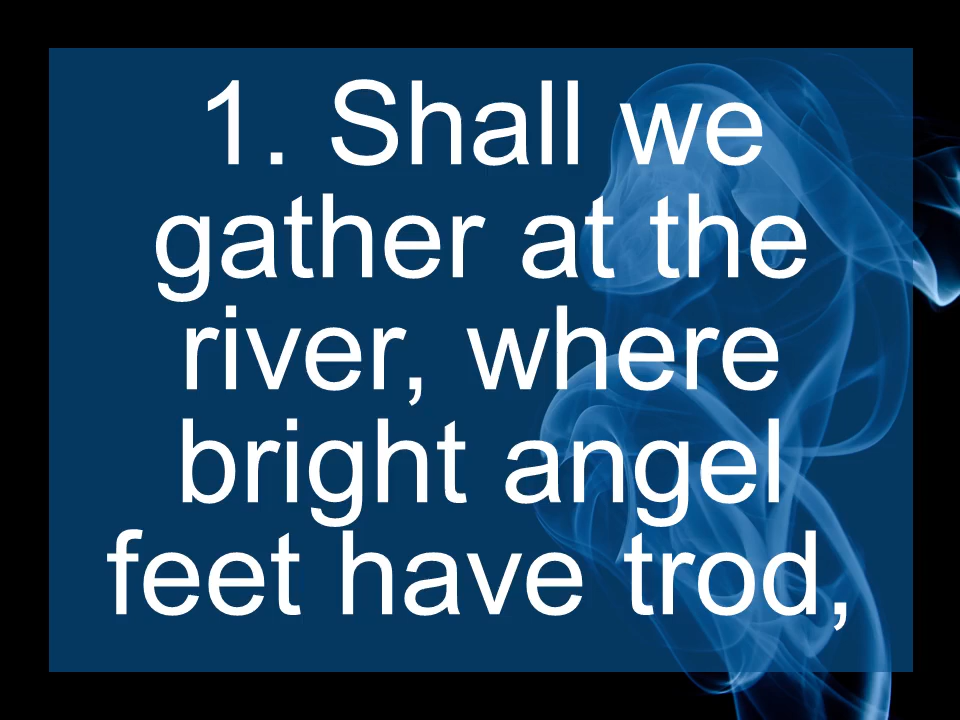 1. Shall we
gather at the
river, where
bright angel
feet have trod,